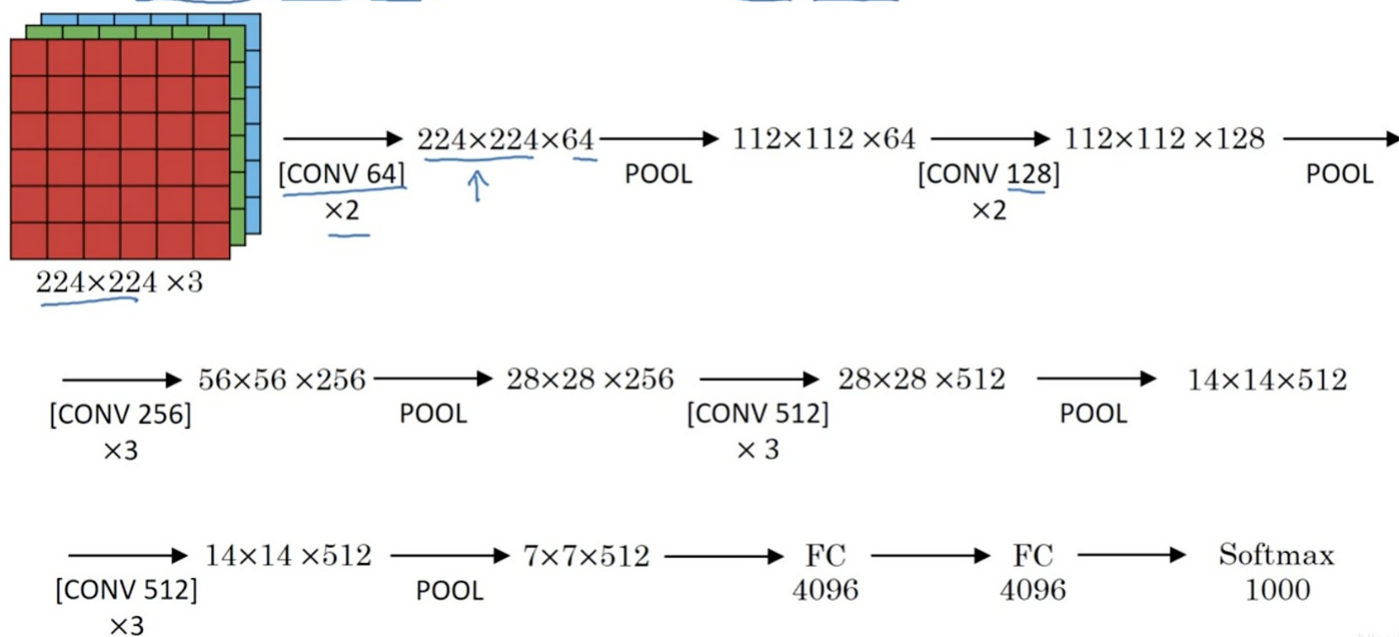 224×224×64
112×112 ×64
112×112 ×128
[CONV 64]
POOL
[CONV 128]
POOL
×2
×2
224×224 ×3
56×56 ×256
28×28 ×256
28×28 ×512
14×14×512
[CONV 256]
POOL
[CONV 512]
POOL
×3
× 3
14×14 ×512
7×7×512
FC
FC
Softmax
[CONV 512]
POOL
4096
4096
1000
×3